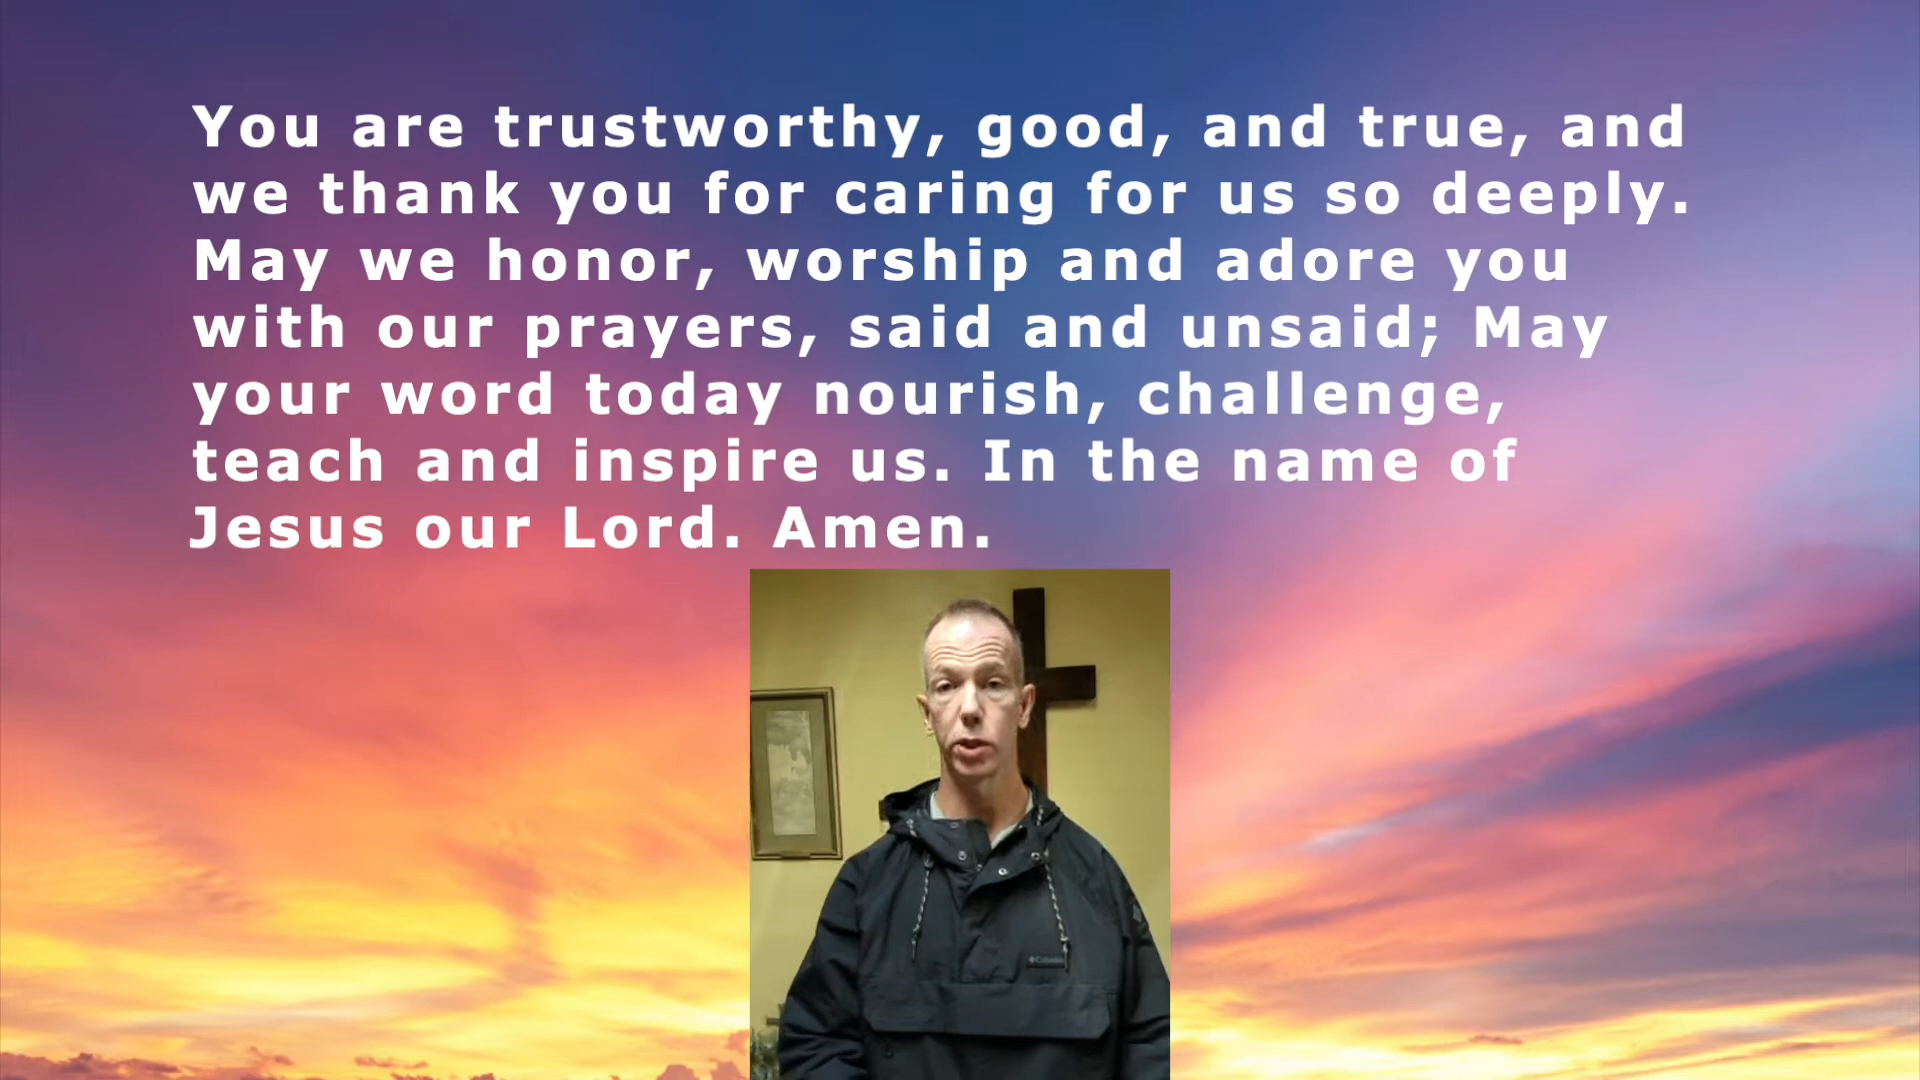 You are trustworthy, good, and true, and
we thank you for caring for us so deeply.
May we honor, worship and adore you
with our prayers, said and unsaid; May
your word today nourish, challenge,
teach and inspire us. In the name of
Jesus our Lord. Amen.
Columbia